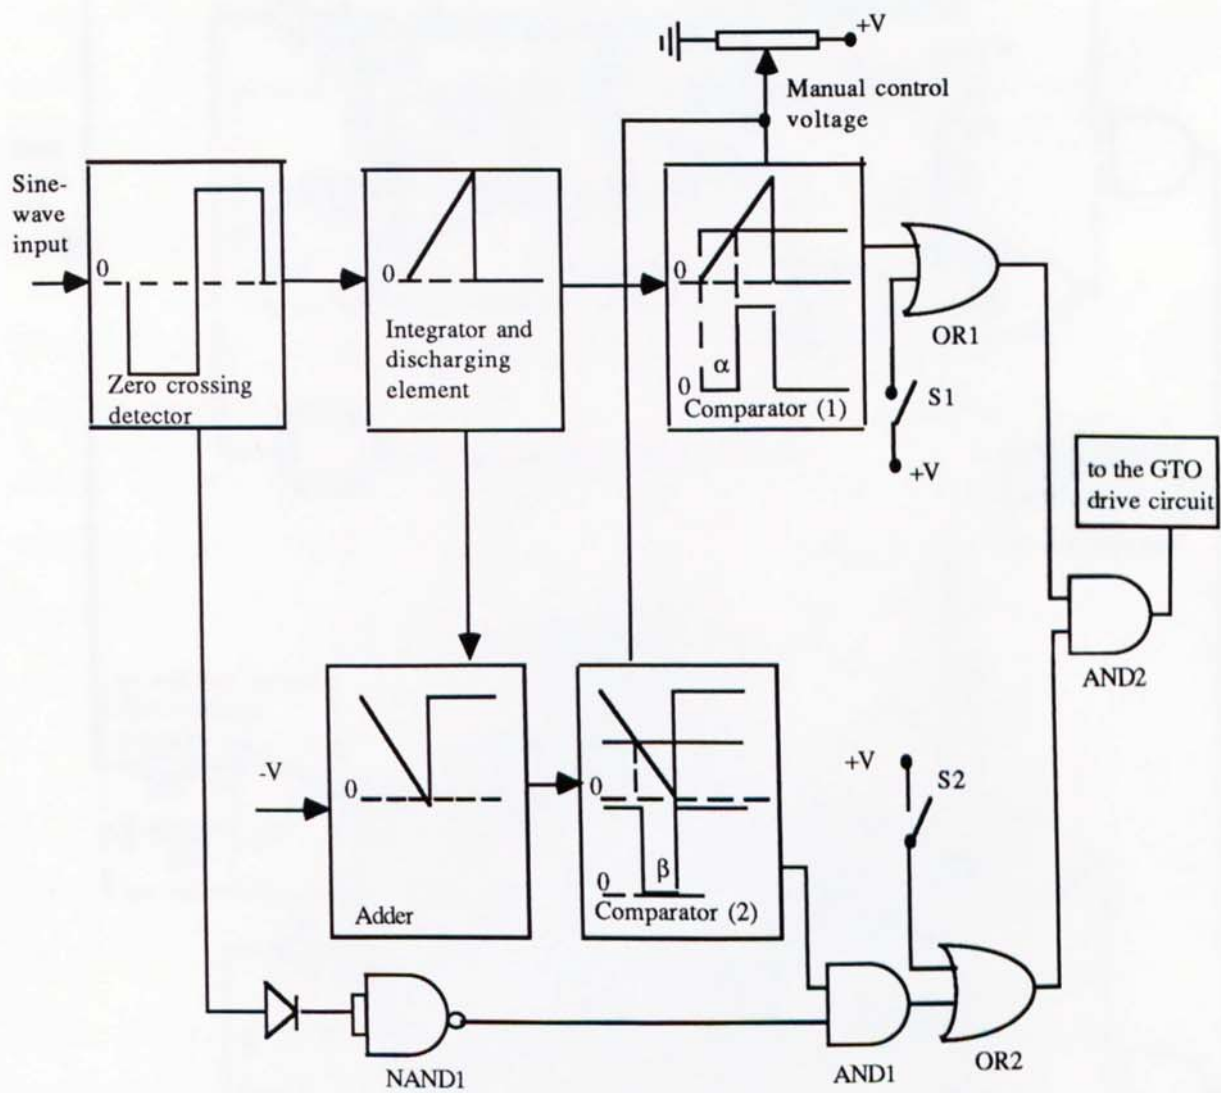 +V
Manual control
voltage
Sine-
wave
input
0
Zero crossing
detector
0
Integrator and
discharging
element
0
α
0
Comparator (1)
OR1
S1
+V
to the GTO
drive circuit
AND2
-V
0
Adder
0
β
0
Comparator (2)
+V
S2
NAND1
AND1
OR2